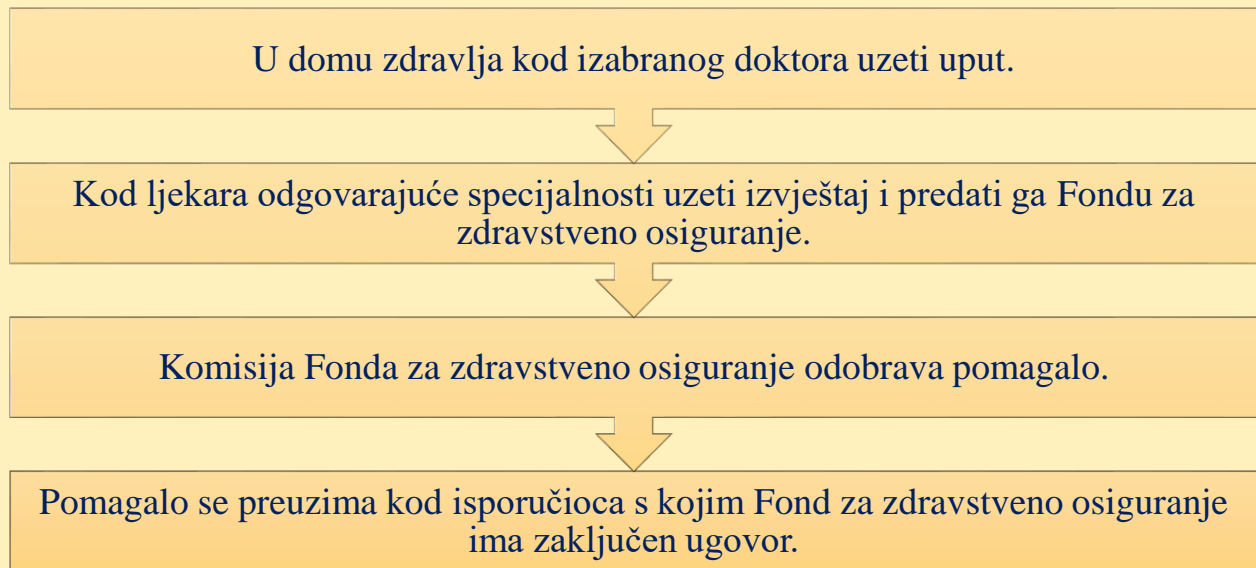 U domu zdravlja kod izabranog doktora uzeti uput.
Kod ljekara odgovarajuće specijalnosti uzeti izvještaj i predati ga Fondu za
zdravstveno osiguranje.
Komisija Fonda za zdravstveno osiguranje odobrava pomagalo.
Pomagalo se preuzima kod isporučioca s kojim Fond za zdravstveno osiguranje
ima zaključen ugovor.